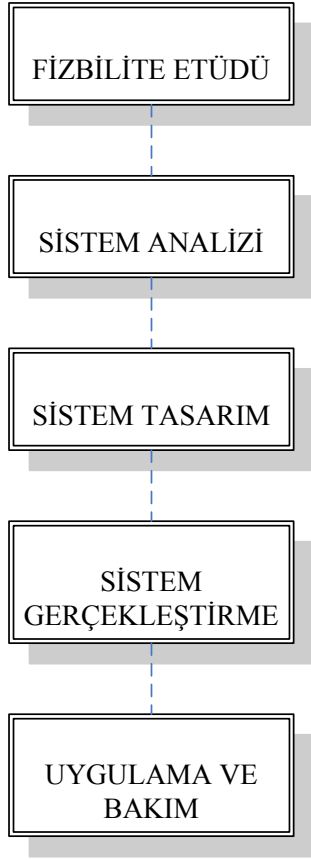 FİZBİLİTE ETÜDÜ
SİSTEM ANALİZİ
SİSTEM TASARIM
SİSTEM
GERÇEKLEŞTİRME
UYGULAMA VE
BAKIM